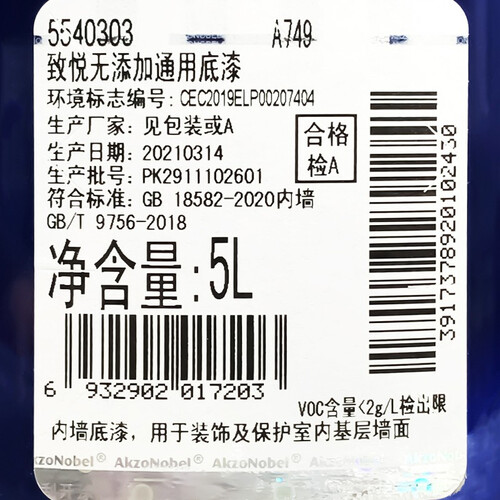 5540303 A749
致悦无添加通用底漆
环境标志编号: CEC2019ELP00207404
生产厂家: 见包装或A
生产日期: 20210314
生产批号: PK2911102601
符合标准: GB 18582-2020内墙
GB/T 9756-2018
合格
检A
净含量:5L
6 932902 017203
3917378920102430
VOC含量<2g/L检出限
内墙底漆，用于装饰及保护室内基层墙面
AkzoNobel AkzoNobel AkzoNobel AkzoNobel AkzoNobel